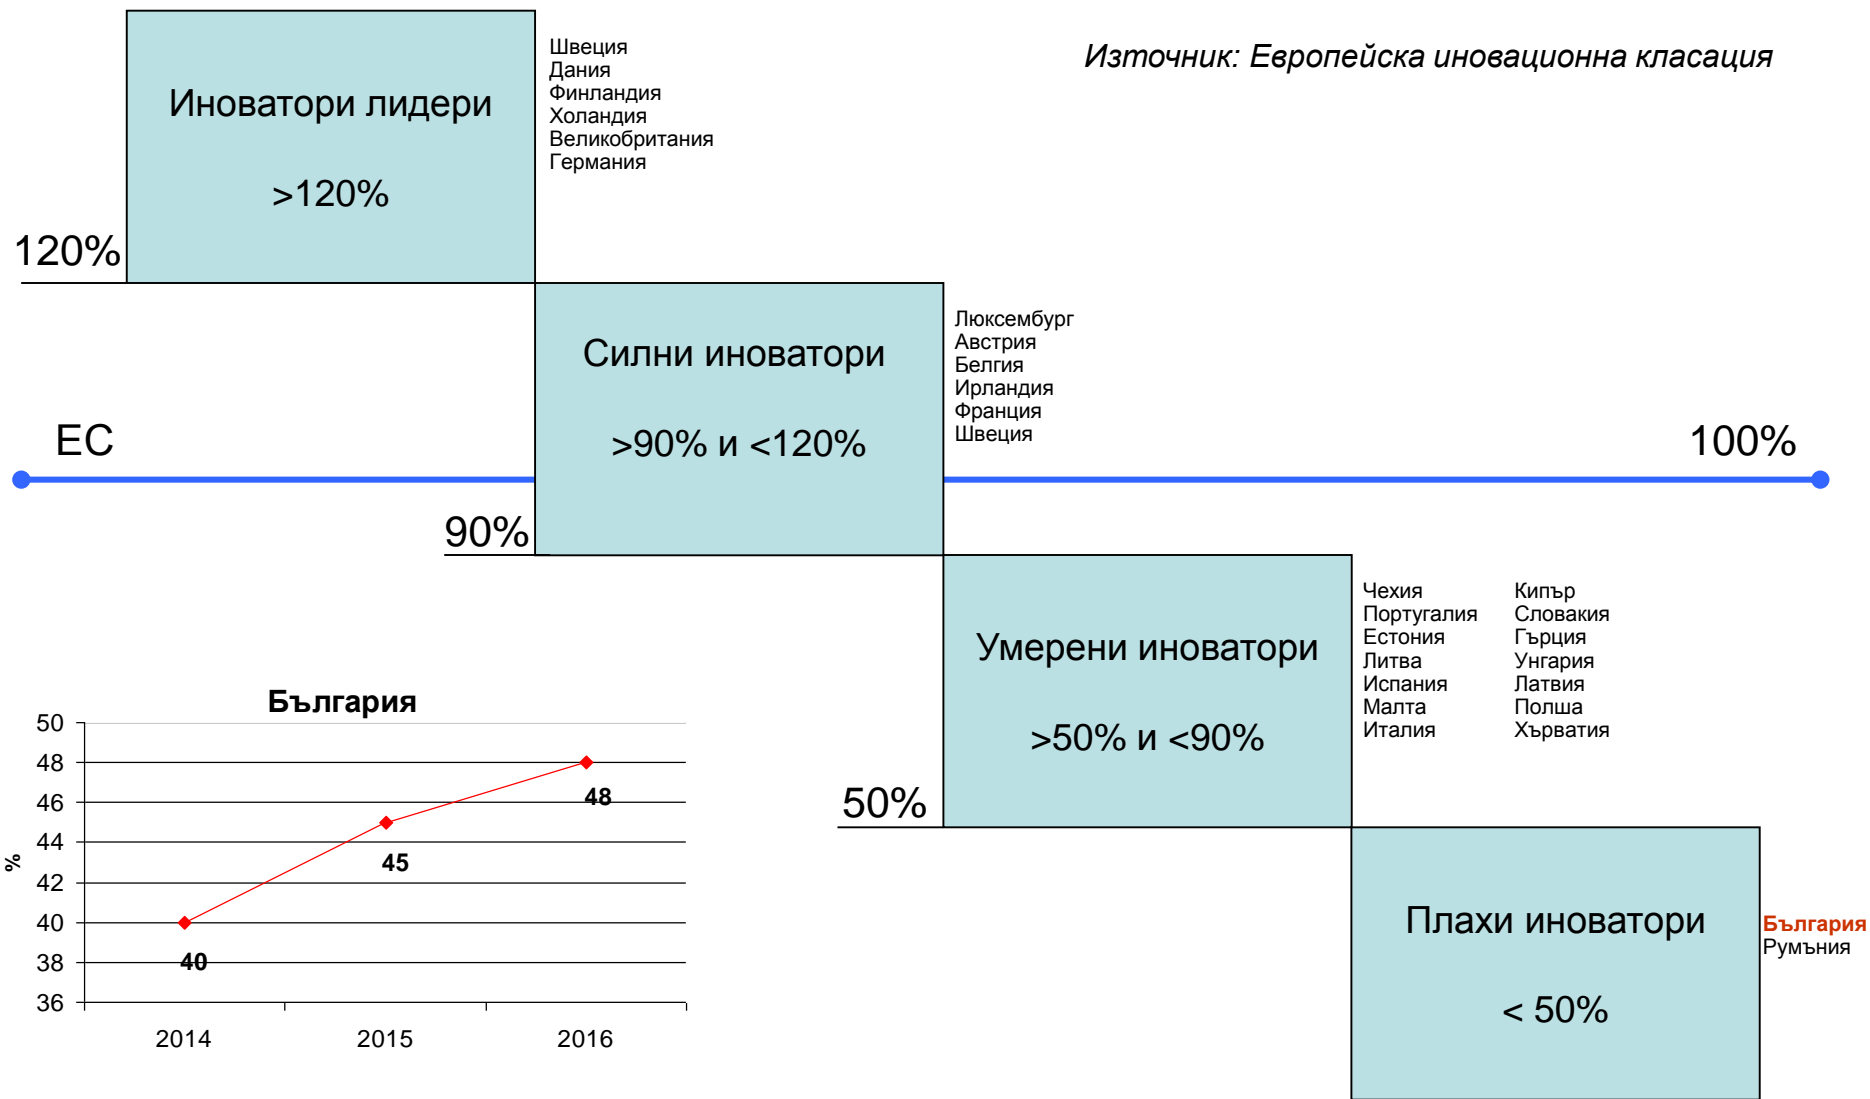 Източник: Европейска иновационна класация
Иноватори лидери
>120%
Швеция
Дания
Финландия
Холандия
Великобритания
Германия
120%
Силни иноватори
>90% и <120%
Люксембург
Австрия
Белгия
Ирландия
Франция
Швеция
ЕС
100%
90%
Умерени иноватори
>50% и <90%
Чехия
Португалия
Естония
Литва
Испания
Малта
Италия
Кипър
Словакия
Гърция
Унгария
Латвия
Полша
Хърватия
50%
Плахи иноватори
< 50%
България
Румъния
България
%
50
48
46
44
42
40
38
36
40
45
48
2014
2015
2016